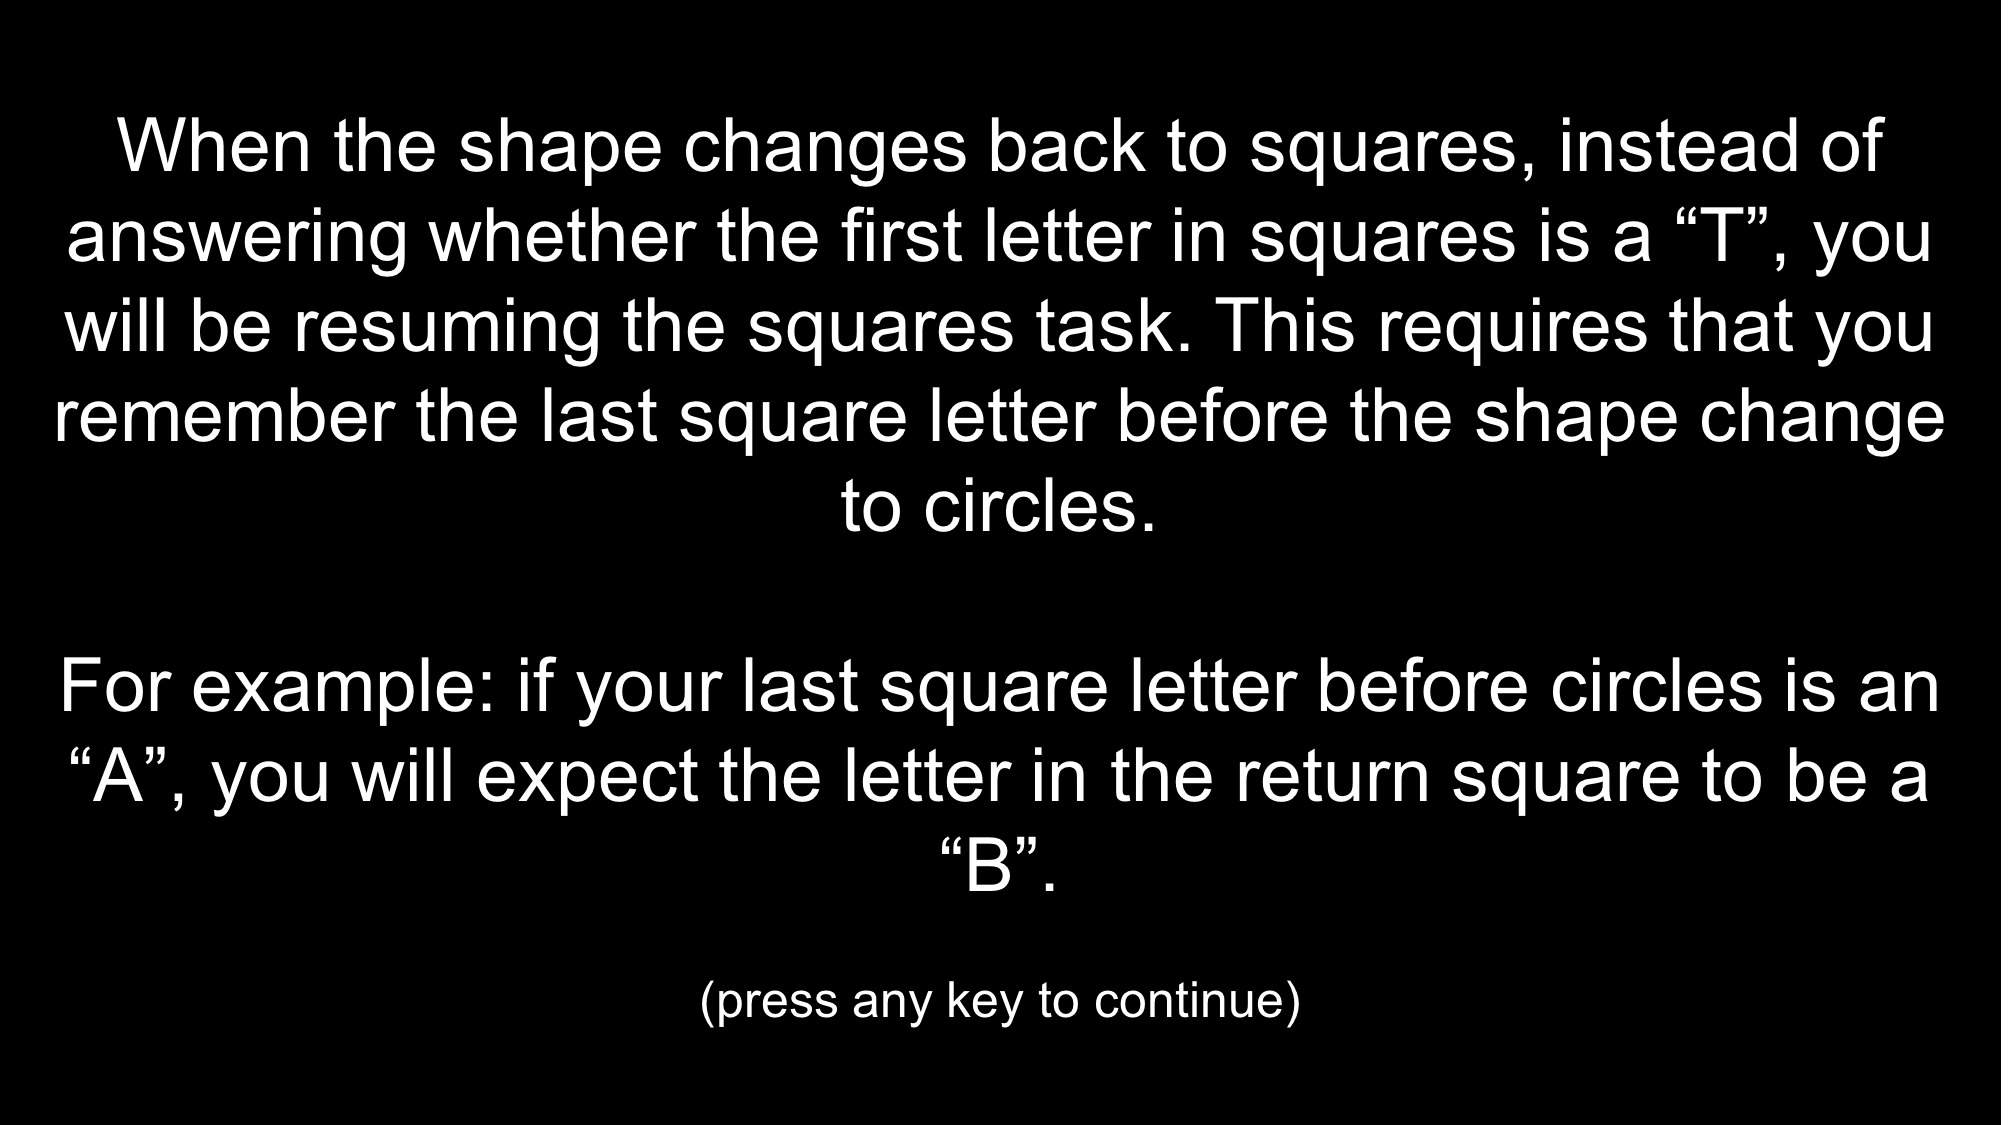 When the shape changes back to squares, instead of
answering whether the first letter in squares is a “T”, you
will be resuming the squares task. This requires that you
remember the last square letter before the shape change
to circles.
For example: if your last square letter before circles is an
“A”, you will expect the letter in the return square to be a
“B”.
(press any key to continue)